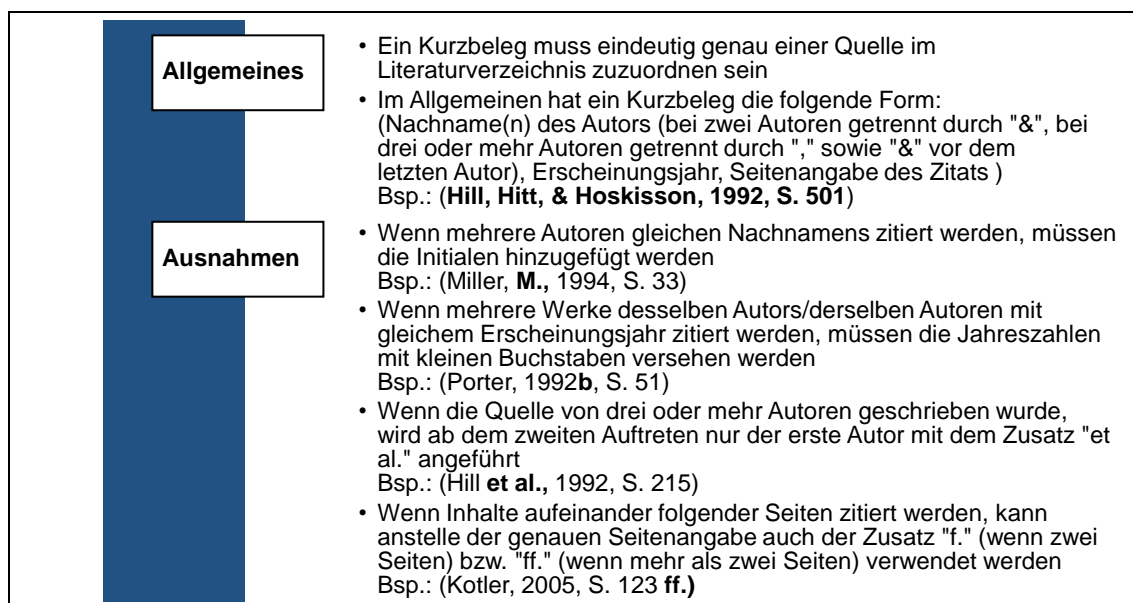 Allgemeines
• Ein Kurzbeleg muss eindeutig genau einer Quelle im
Literaturverzeichnis zuzuordnen sein
• Im Allgemeinen hat ein Kurzbeleg die folgende Form:
(Nachname(n) des Autors (bei zwei Autoren getrennt durch "&", bei
drei oder mehr Autoren getrennt durch "," sowie "&" vor dem
letzten Autor), Erscheinungsjahr, Seitenangabe des Zitats )
Bsp.: (Hill, Hitt, & Hoskisson, 1992, S. 501)
Ausnahmen
• Wenn mehrere Autoren gleichen Nachnamens zitiert werden, müssen
die Initialen hinzugefügt werden
Bsp.: (Miller, M., 1994, S. 33)
• Wenn mehrere Werke desselben Autors/derselben Autoren mit
gleichem Erscheinungsjahr zitiert werden, müssen die Jahreszahlen
mit kleinen Buchstaben versehen werden
Bsp.: (Porter, 1992b, S. 51)
• Wenn die Quelle von drei oder mehr Autoren geschrieben wurde,
wird ab dem zweiten Auftreten nur der erste Autor mit dem Zusatz "et
al." angeführt
Bsp.: (Hill et al., 1992, S. 215)
• Wenn Inhalte aufeinander folgender Seiten zitiert werden, kann
anstelle der genauen Seitenangabe auch der Zusatz "f." (wenn zwei
Seiten) bzw. "ff." (wenn mehr als zwei Seiten) verwendet werden
Bsp.: (Kotler, 2005, S. 123 ff.)